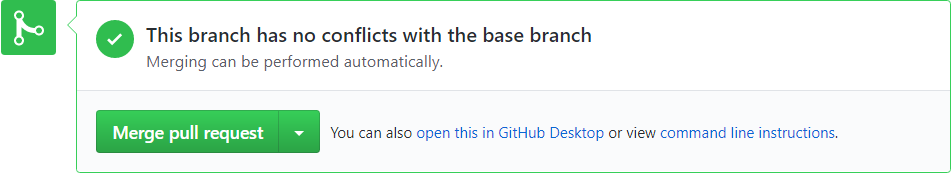 This branch has no conflicts with the base branch
Merging can be performed automatically.
Merge pull request
You can also open this in GitHub Desktop or view command line instructions.